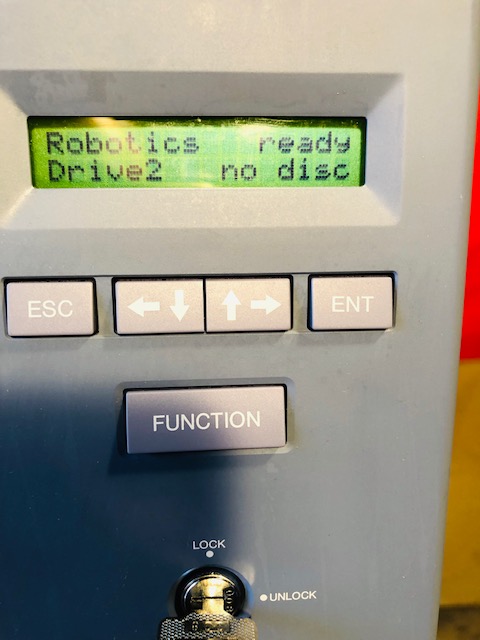 Robotics ready
Drive2 no disc
ESC
ENT
FUNCTION
LOCK
UNLOCK